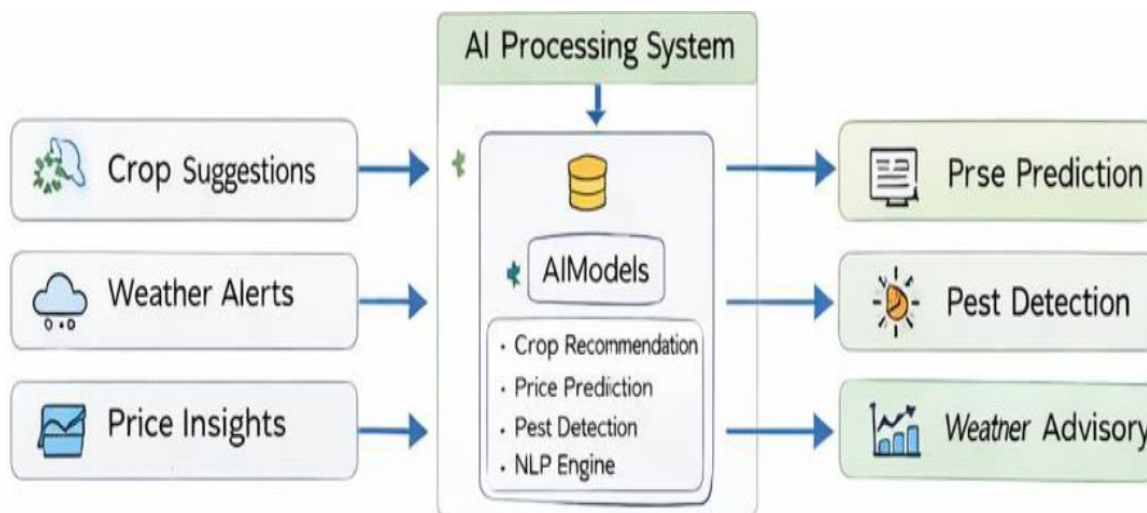 AI Processing System
Crop Suggestions
Weather Alerts
Price Insights
AIModels
· Crop Recommendation
· Price Prediction
· Pest Detection
· NLP Engine
Prse Prediction
Pest Detection
Weather Advisory